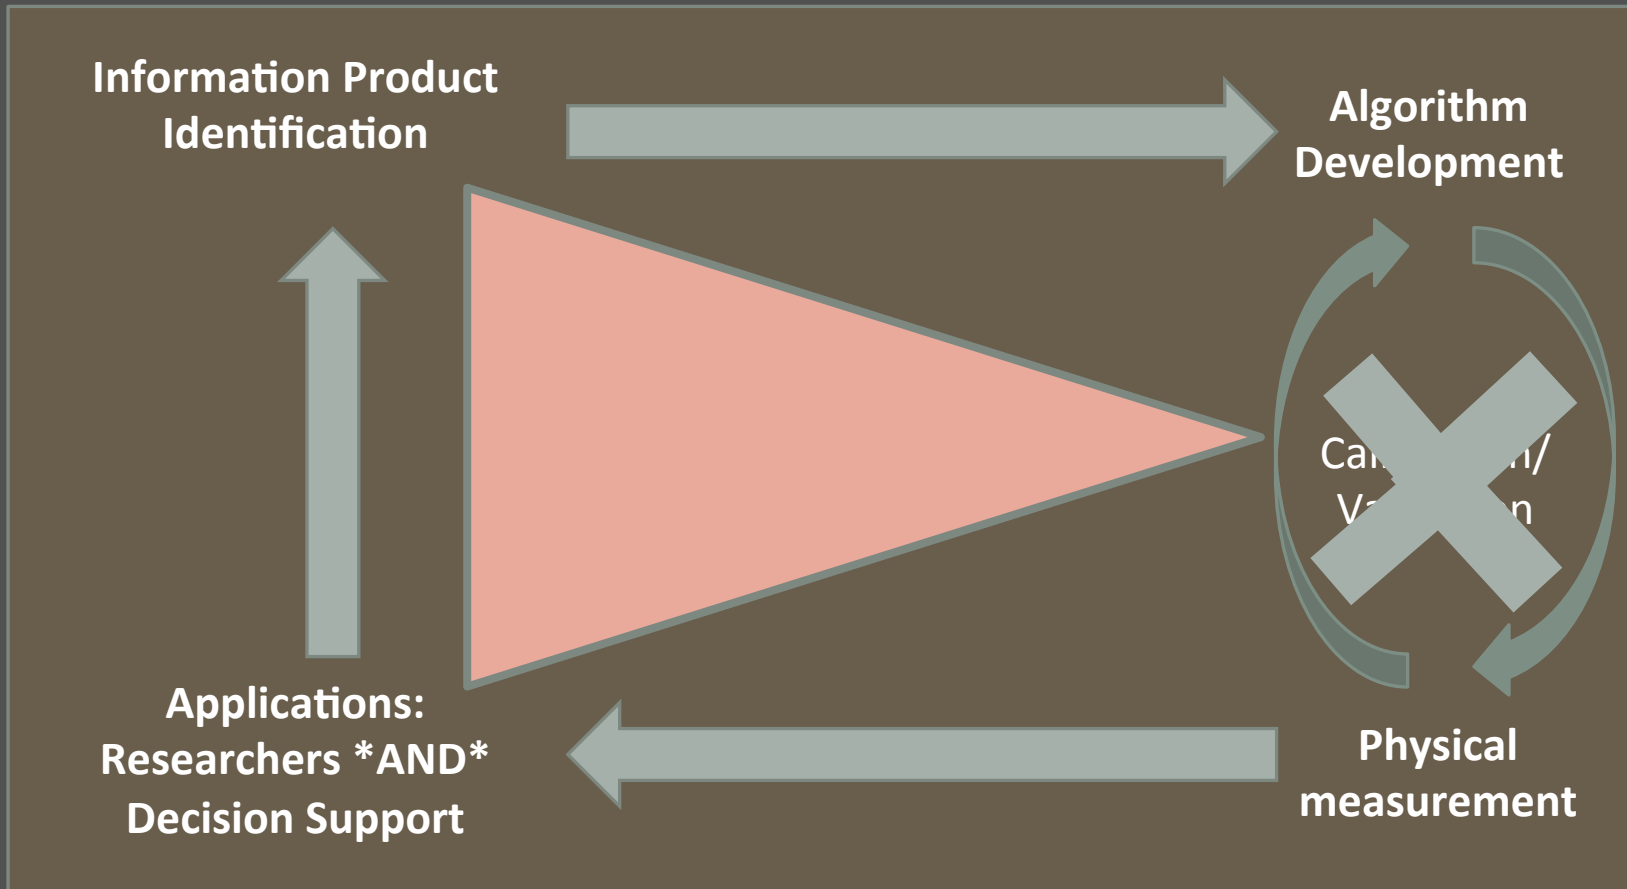 Information Product
Identification
Algorithm
Development
Applications:
Researchers *AND*
Decision Support
Physical
measurement